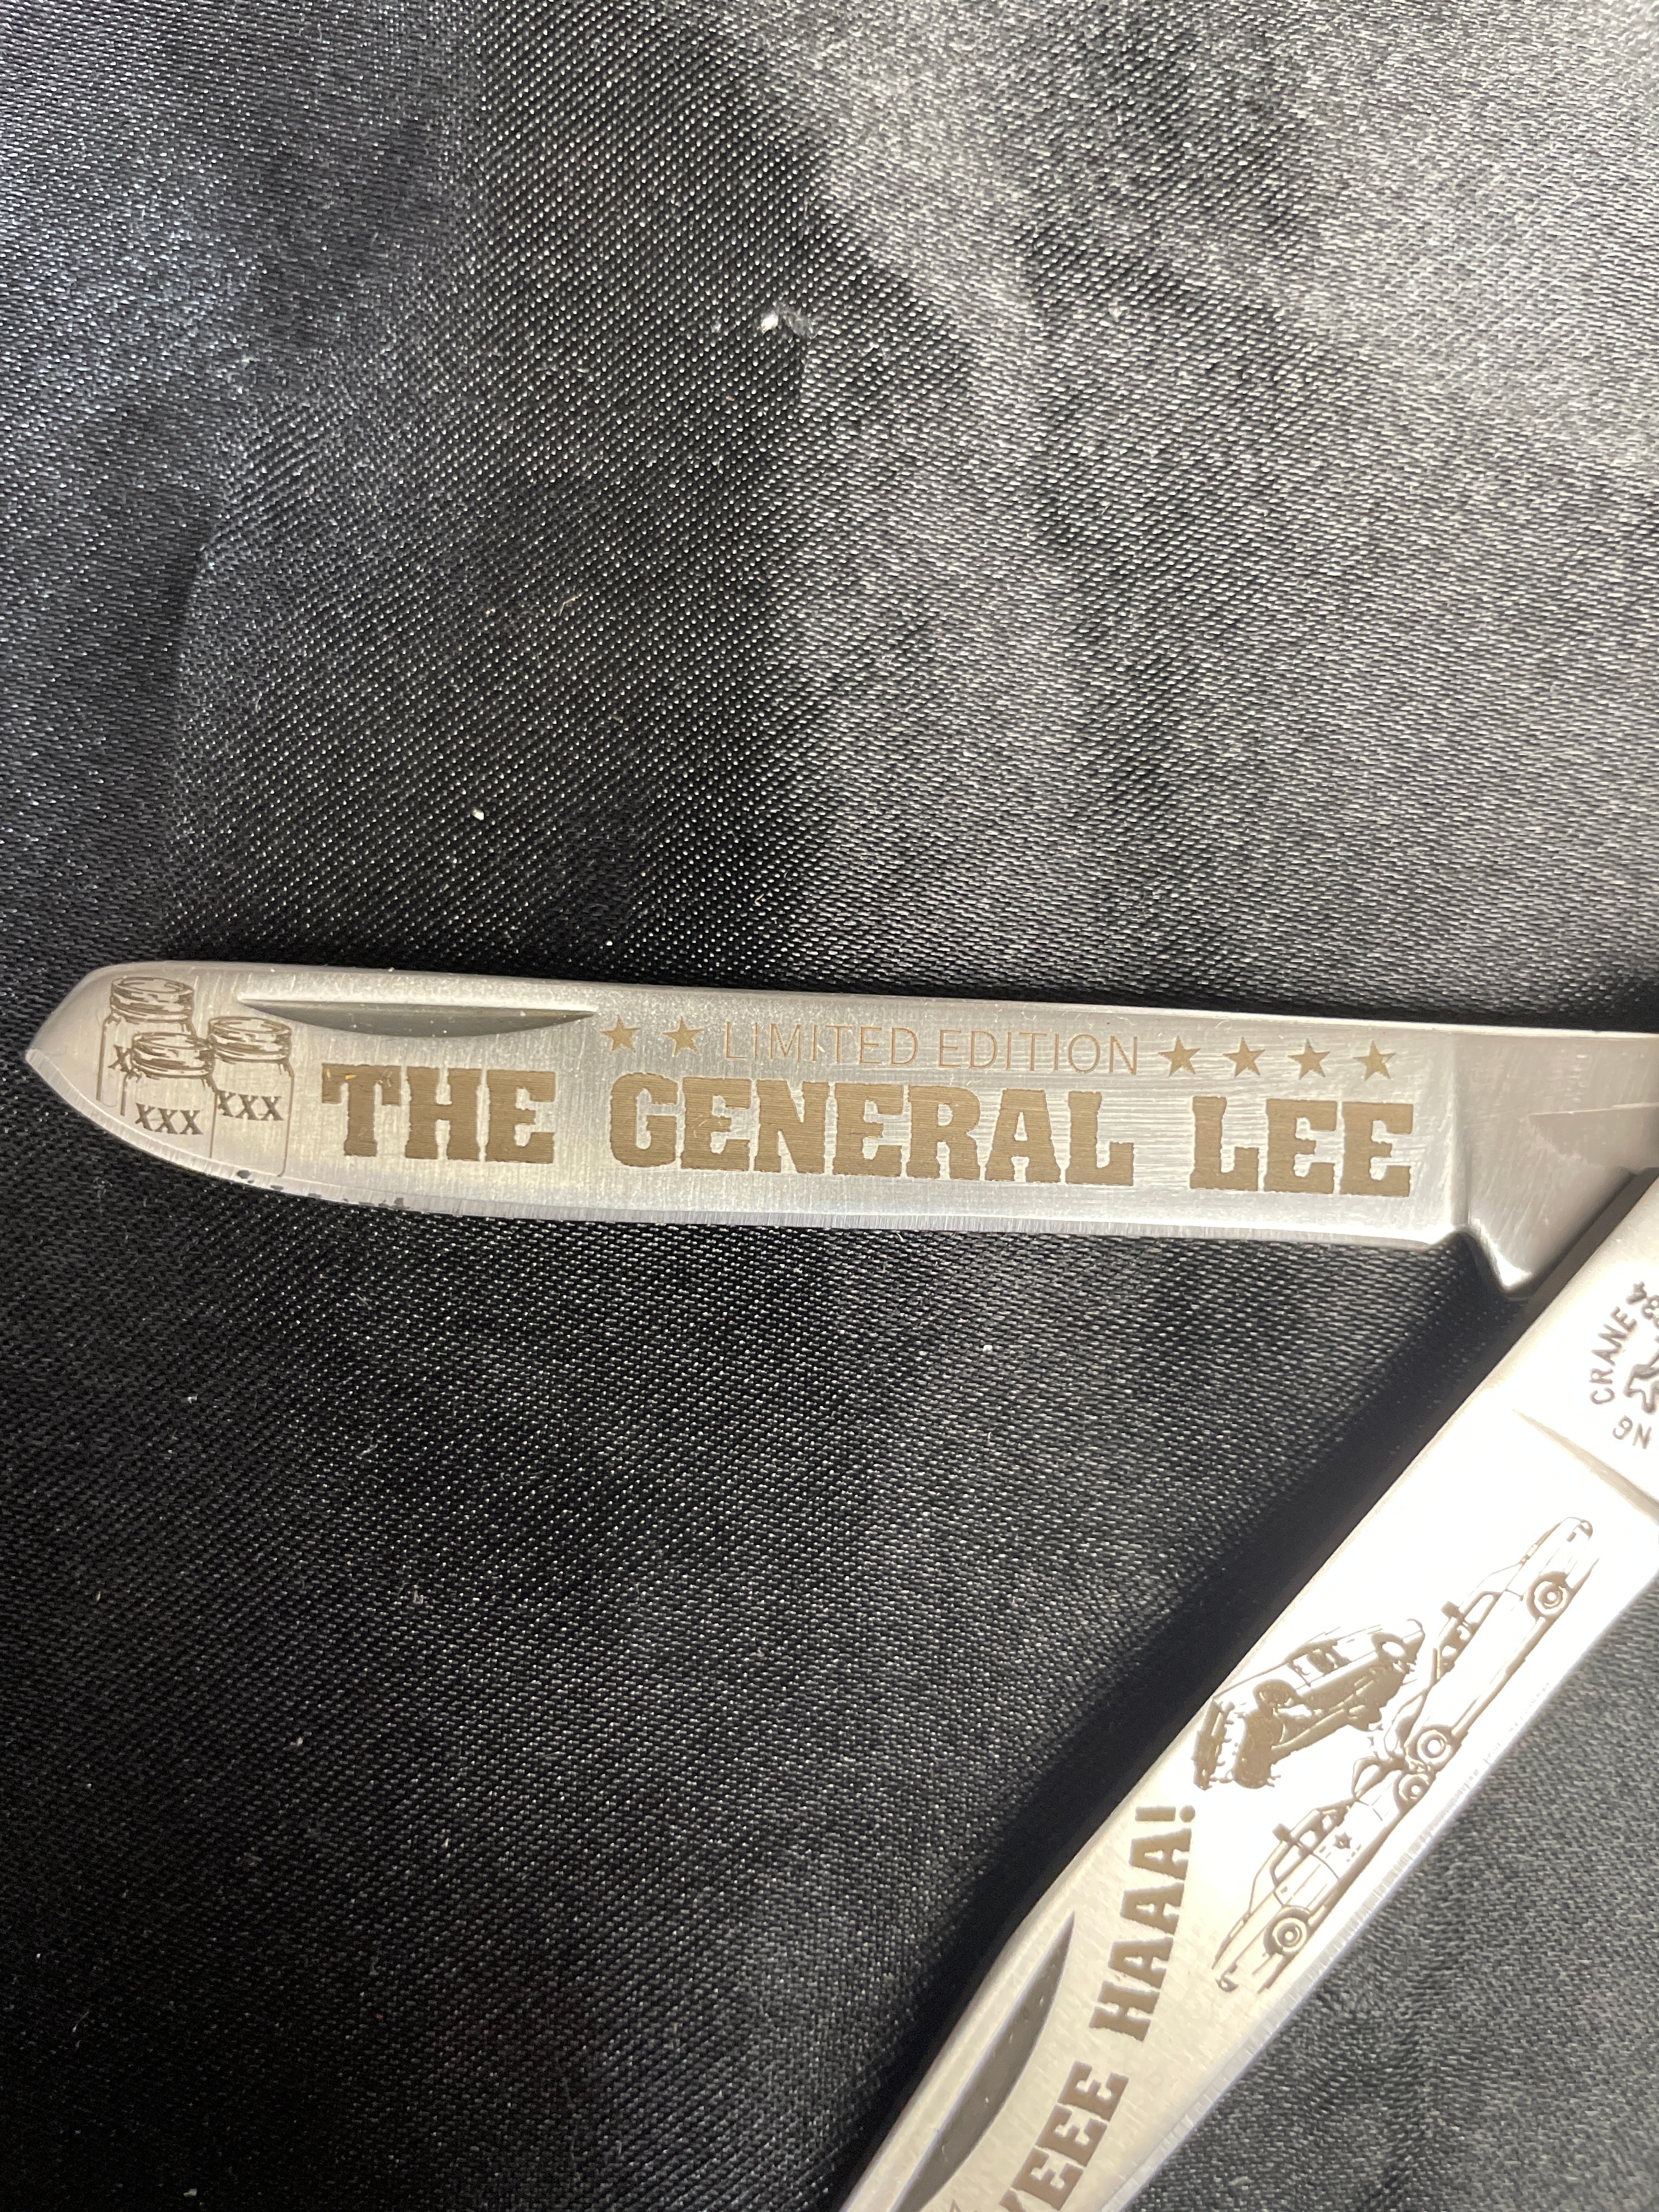 ★ ★ LIMITED EDITION ★ ★ ★ ★
THE GENERAL LEE
XXX
XXX
CRANE
HAAA!